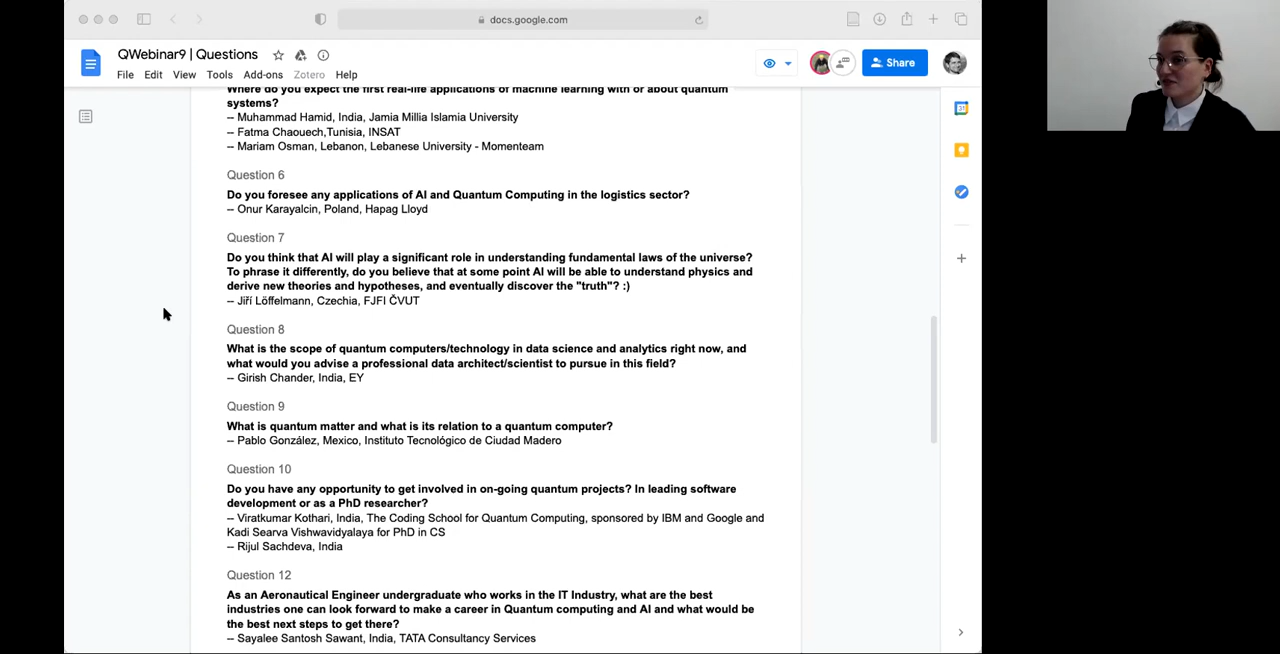 docs.google.com
QWebinar9 | Questions
File Edit View Tools Add-ons Zotero Help
Share
31
Where do you expect the first real-life applications of machine learning with or about quantum
systems?
-- Muhammad Hamid, India, Jamia Millia Islamia University
-- Fatma Chaouech,Tunisia, INSAT
-- Mariam Osman, Lebanon, Lebanese University - Momenteam
Question 6
Do you foresee any applications of AI and Quantum Computing in the logistics sector?
-- Onur Karayalcin, Poland, Hapag Lloyd
Question 7
Do you think that AI will play a significant role in understanding fundamental laws of the universe?
To phrase it differently, do you believe that at some point AI will be able to understand physics and
derive new theories and hypotheses, and eventually discover the "truth"? :)
-- Jiří Löffelmann, Czechia, FJFI ČVUT
Question 8
What is the scope of quantum computers/technology in data science and analytics right now, and
what would you advise a professional data architect/scientist to pursue in this field?
-- Girish Chander, India, EY
Question 9
What is quantum matter and what is its relation to a quantum computer?
-- Pablo González, Mexico, Instituto Tecnológico de Ciudad Madero
Question 10
Do you have any opportunity to get involved in on-going quantum projects? In leading software
development or as a PhD researcher?
-- Viratkumar Kothari, India, The Coding School for Quantum Computing, sponsored by IBM and Google and
Kadi Searva Vishwavidyalaya for PhD in CS
-- Rijul Sachdeva, India
Question 12
As an Aeronautical Engineer undergraduate who works in the IT Industry, what are the best
industries one can look forward to make a career in Quantum computing and AI and what would be
the best next steps to get there?
-- Sayalee Santosh Sawant, India, TATA Consultancy Services